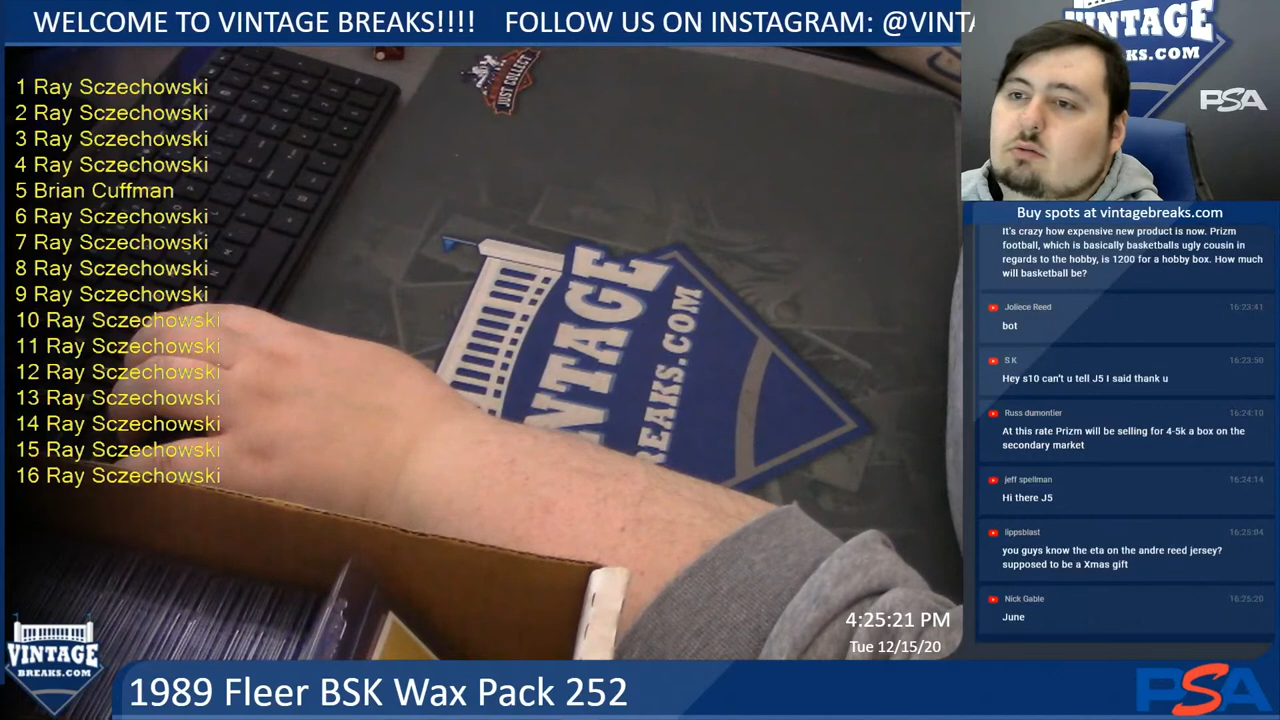 WELCOME TO VINTAGE BREAKS!!!! FOLLOW US ON INSTAGRAM: @VINTA
1 Ray Sczechowski
2 Ray Sczechowski
3 Ray Sczechowski
4 Ray Sczechowski
5 Brian Cuffman
6 Ray Sczechowski
7 Ray Sczechowski
8 Ray Sczechowski
9 Ray Sczechowski
10 Ray Sczechowski
11 Ray Sczechowski
12 Ray Sczechowski
13 Ray Sczechowski
14 Ray Sczechowski
15 Ray Sczechowski
16 Ray Sczechowski
JUST COLLECT
NTAGE
REAKS.COM
VINTAGE
KS.COM
PSA
Buy spots at vintagebreaks.com
It's crazy how expensive new product is now. Prizm
football, which is basically basketballs ugly cousin in
regards to the hobby, is 1200 for a hobby box. How much
will basketball be?
Joliece Reed 16:23:41
bot
S K 16:23:50
Hey s10 can't u tell J5 I said thank u
Russ dumontier 16:24:10
At this rate Prizm will be selling for 4-5k a box on the
secondary market
jeff spellman 16:24:14
Hi there J5
lippsblast 16:25:04
you guys know the eta on the andre reed jersey?
supposed to be a Xmas gift
Nick Gable 16:25:20
June
4:25:21 PM
Tue 12/15/20
VINTAGE
BREAKS.COM
1989 Fleer BSK Wax Pack 252
PSA